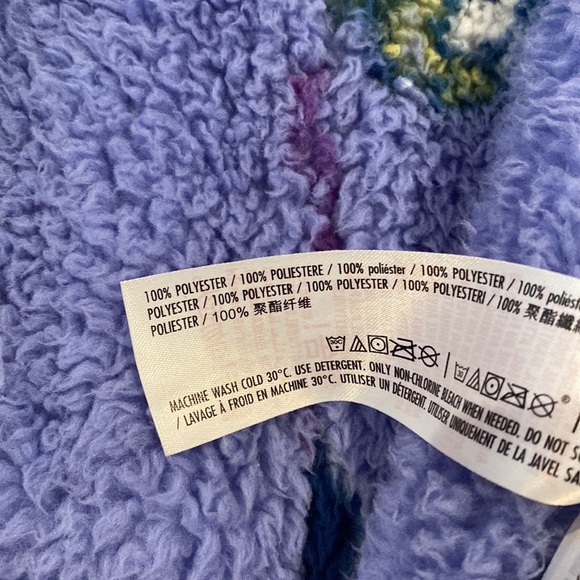 100% POLYESTER / 100% POLIESTERE / 100% poliéster / 100% POLYESTER / 100% poliés
POLYESTER / 100% POLYESTER / 100% POLYESTER / 100% POLYESTERI / 100% 聚酯纖
POLIESTER / 100% 聚酯纤维
MACHINE WASH COLD 30°C. USE DETERGENT. ONLY NON-CHLORINE BLEACH WHEN NEEDED. DO NOT
/ LAVAGE À FROID EN MACHINE 30°C. UTILISER UN DÉTERGENT. UTILISER UNIQUEMENT DE LA JAVEL SA